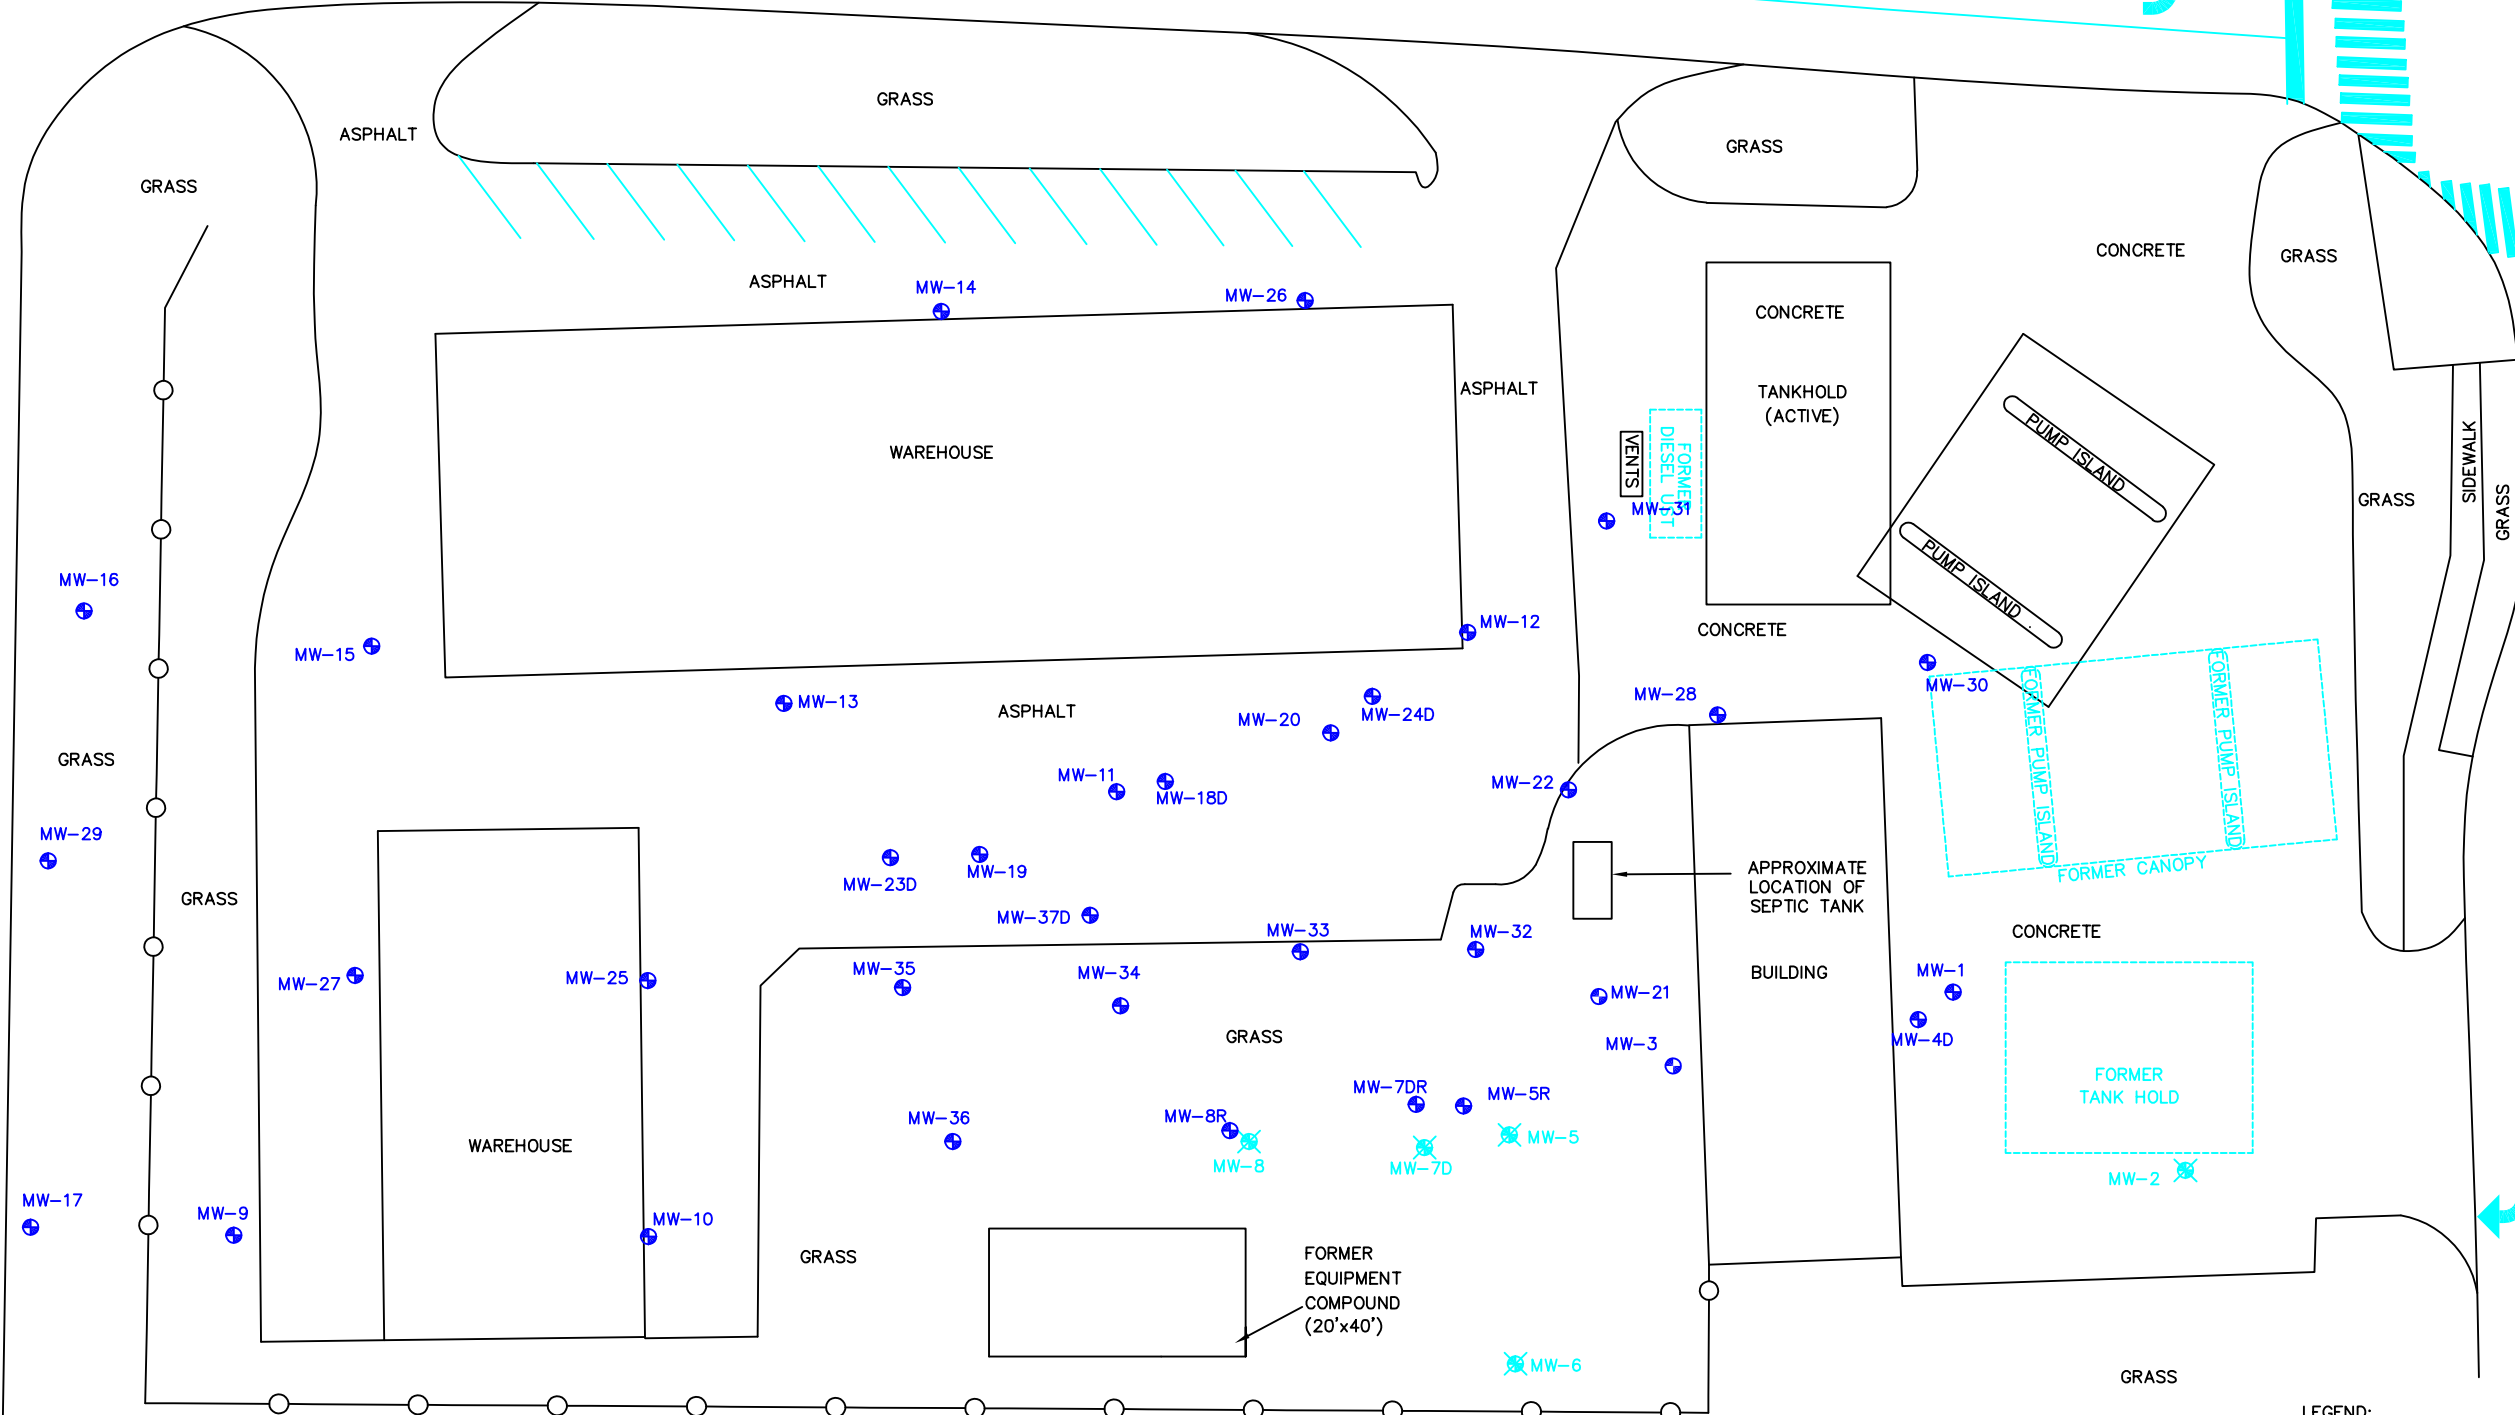 GRASS
ASPHALT
GRASS
GRASS
CONCRETE
GRASS
GRASS
ASPHALT
MW-14
MW-26
CONCRETE
ASPHALT
TANKHOLD
(ACTIVE)
WAREHOUSE
VENTS
FORMER
DIESEL UST
MW-31
PUMP ISLAND
PUMP ISLAND
GRASS
SIDEWALK
GRASS
MW-16
MW-15
MW-12
CONCRETE
MW-13
ASPHALT
MW-20
MW-24D
MW-28
MW-30
FORMER PUMP ISLAND
FORMER PUMP ISLAND
FORMER CANOPY
GRASS
MW-11
MW-18D
MW-22
MW-29
GRASS
MW-23D
MW-19
MW-37D
APPROXIMATE
LOCATION OF
SEPTIC TANK
MW-33
MW-32
CONCRETE
MW-27
MW-25
MW-35
MW-34
BUILDING
MW-1
MW-21
GRASS
MW-3
MW-4D
FORMER
TANK HOLD
MW-7DR
MW-5R
MW-36
MW-8R
WAREHOUSE
MW-8
MW-7D
MW-5
MW-2
MW-17
MW-9
MW-10
GRASS
FORMER
EQUIPMENT
COMPOUND
(20'x40')
MW-6
GRASS
LEGEND: